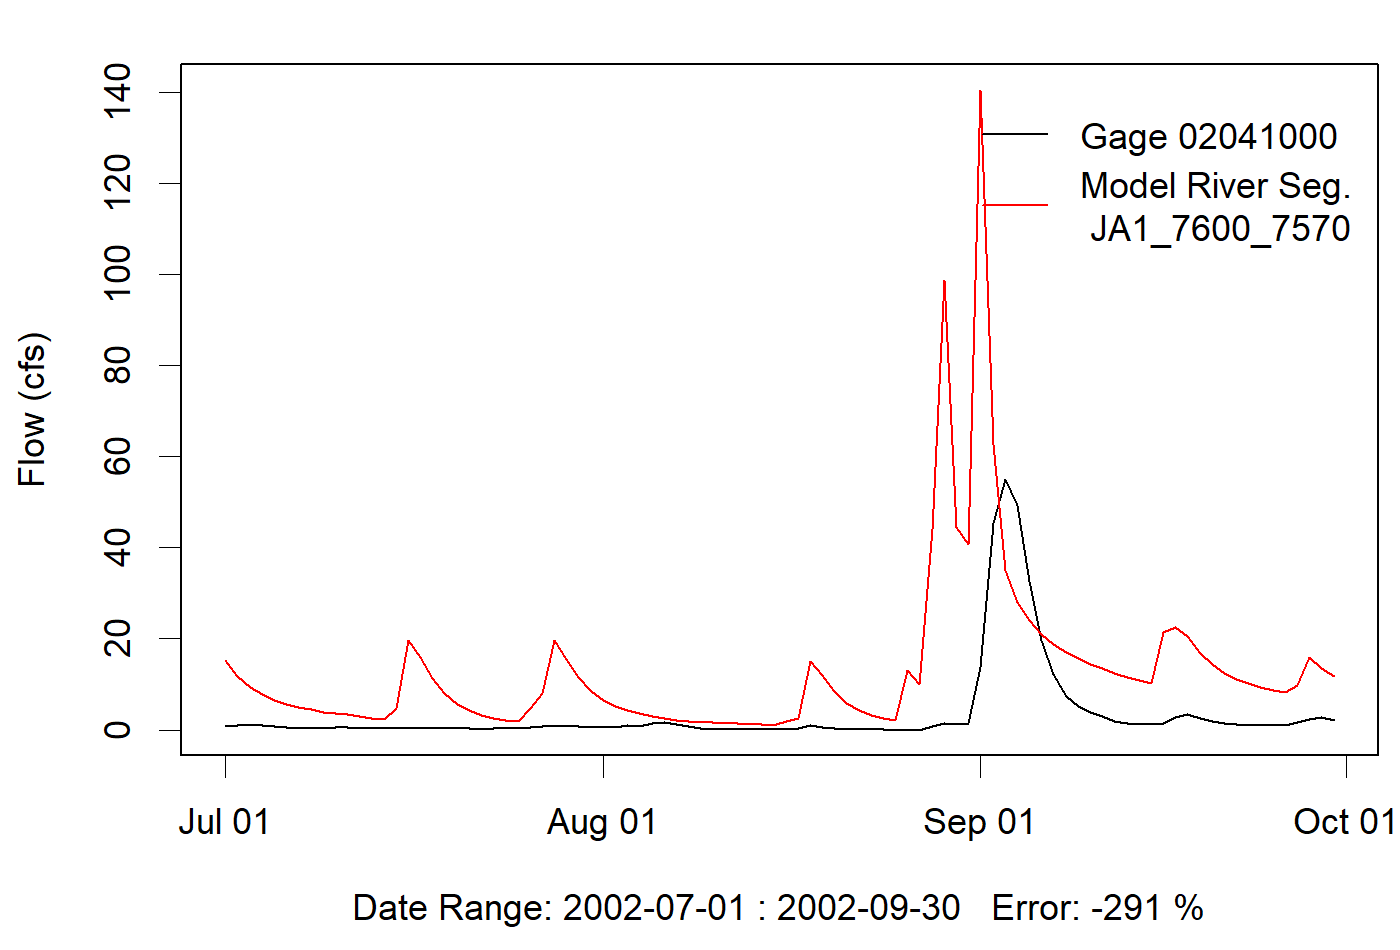 140
120
100
80
60
40
20
0
Flow (cfs)
Gage 02041000
Model River Seg.
JA1_7600_7570
Jul 01
Aug 01
Sep 01
Oct 01
Date Range: 2002-07-01 : 2002-09-30 Error: -291 %